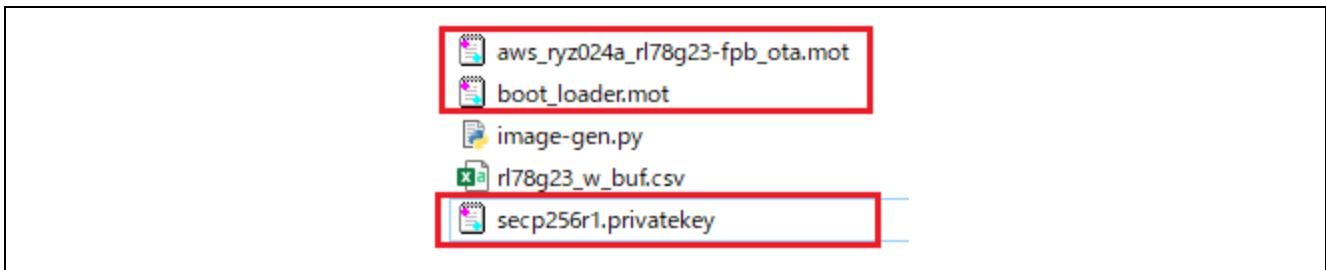 aws_ryz024a_rl78g23-fpb_ota.mot
boot_loader.mot
image-gen.py
rl78g23_w_buf.csv
secp256r1.privatekey